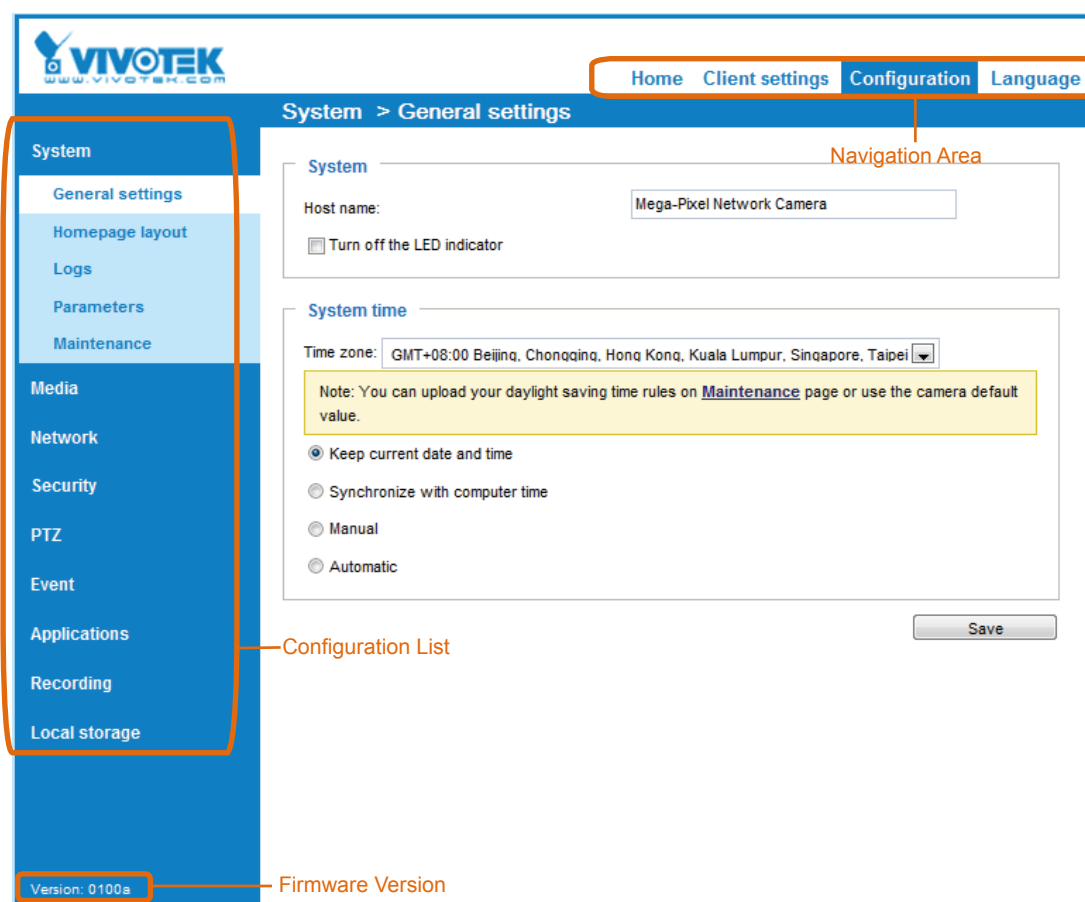 VIVOTEK
www.vivotek.com
Home Client settings Configuration Language
System > General settings
Navigation Area
System
General settings
Homepage layout
Logs
Parameters
Maintenance
Media
Network
Security
PTZ
Event
Applications
Recording
Local storage
Version: 0100a
System
Host name: Mega-Pixel Network Camera
Turn off the LED indicator
System time
Time zone: GMT+08:00 Beijing, Chongqing, Hong Kong, Kuala Lumpur, Singapore, Taipei
Note: You can upload your daylight saving time rules on Maintenance page or use the camera default
value.
Keep current date and time
Synchronize with computer time
Manual
Automatic
Save
Configuration List
Firmware Version